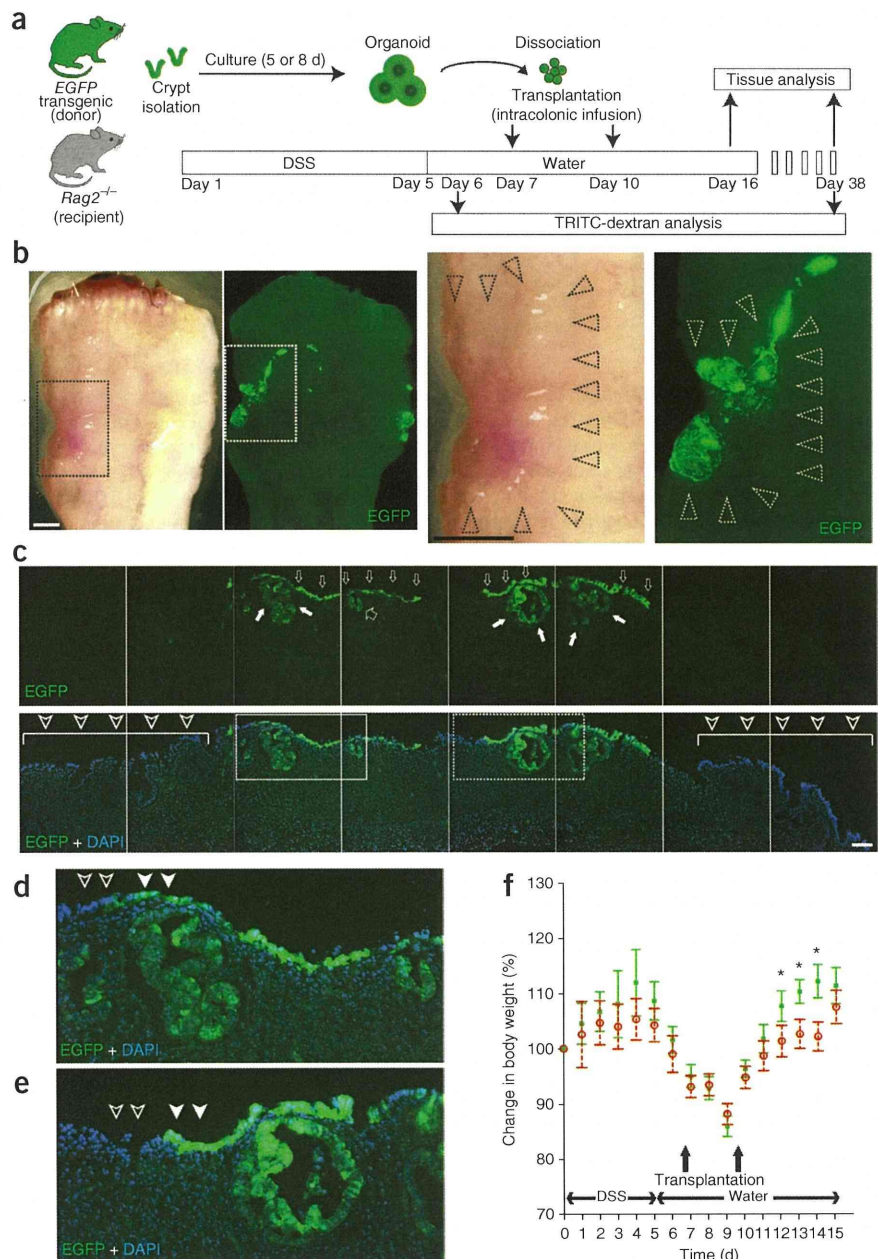 a
EGFP transgenic (donor)
Crypt isolation
Culture (5 or 8 d)
Organoid
Dissociation
Transplantation (intracolonic infusion)
Tissue analysis
Rag2–/– (recipient)
DSS
Water
Day 1
Day 5
Day 6
Day 7
Day 10
Day 16
Day 38
TRITC-dextran analysis
b
EGFP
EGFP
c
EGFP
EGFP + DAPI
d
EGFP + DAPI
e
EGFP + DAPI
f
Change in body weight (%)
130
120
110
100
90
80
70
* * *
Transplantation
DSS
Water
0 1 2 3 4 5 6 7 8 9 10 11 12 13 14 15
Time (d)